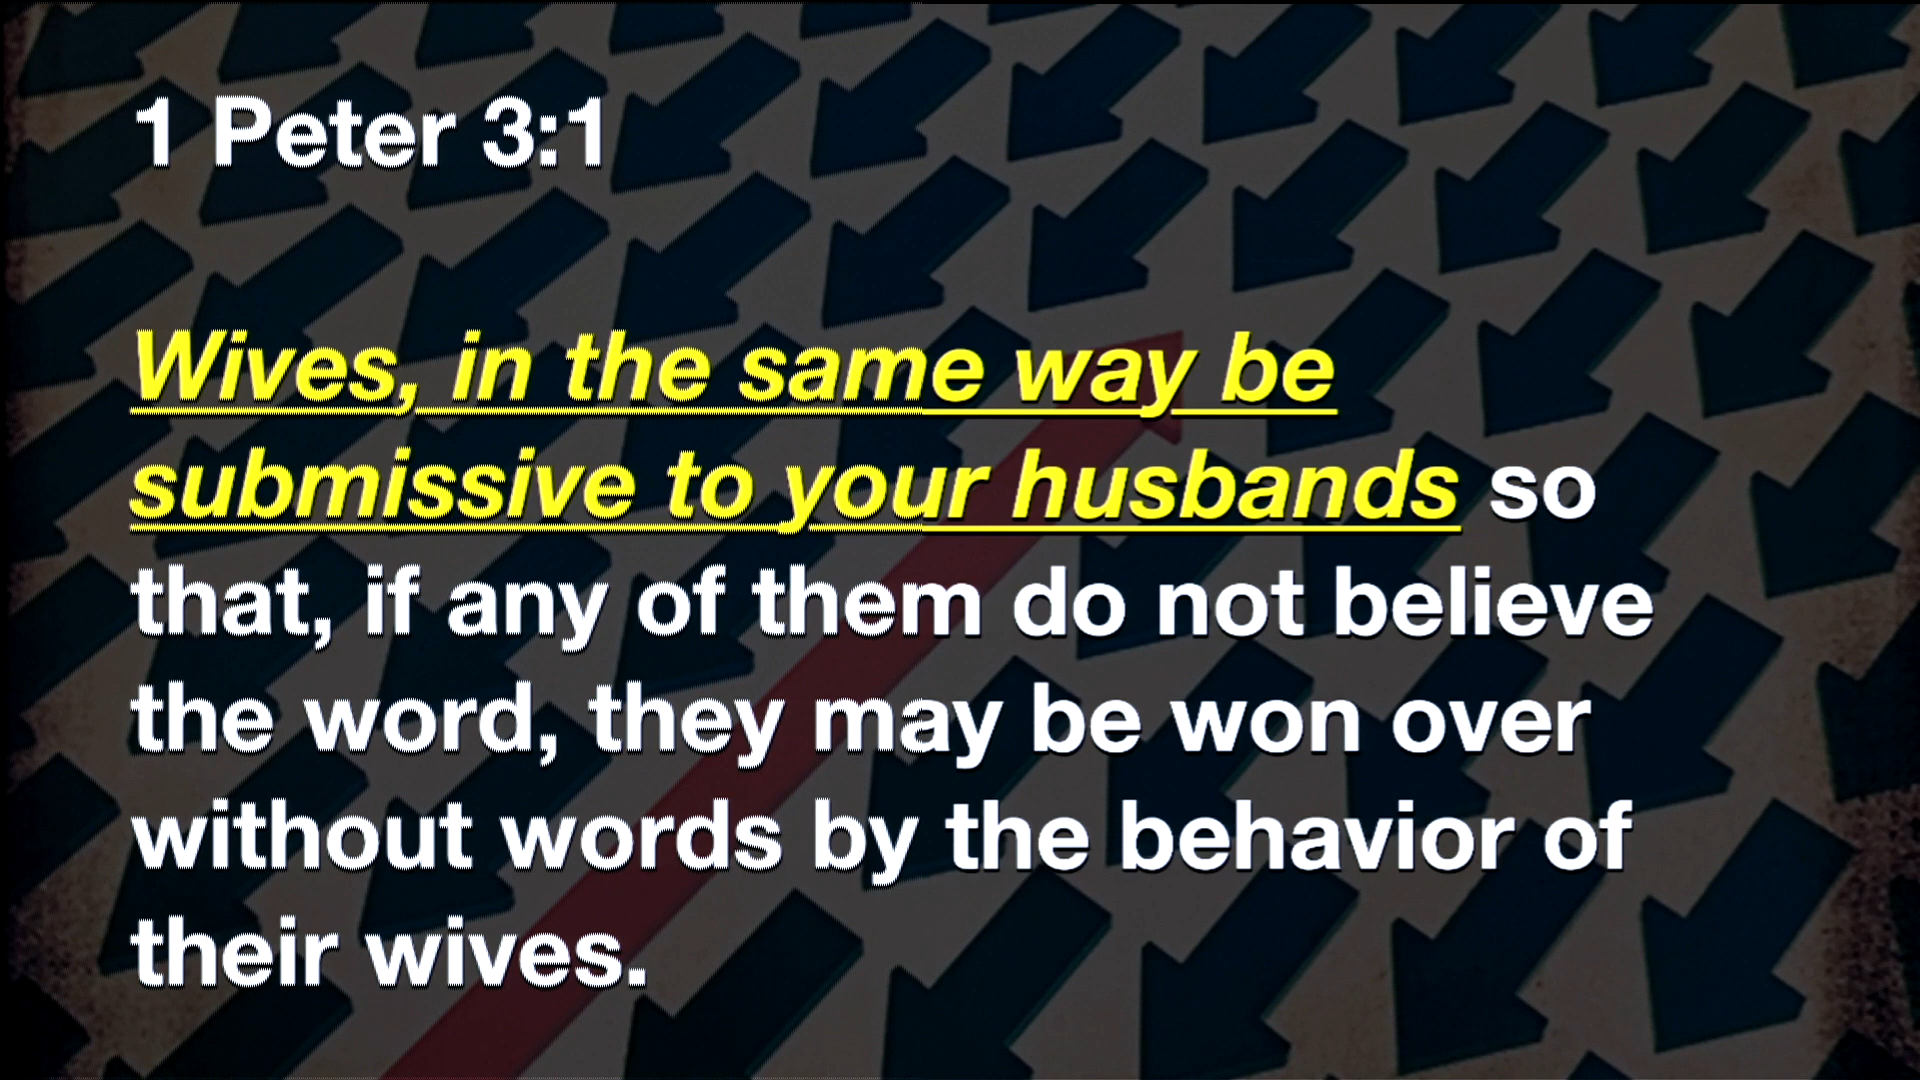 1 Peter 3:1
Wives, in the same way be
submissive to your husbands so
that, if any of them do not believe
the word, they may be won over
without words by the behavior of
their wives.